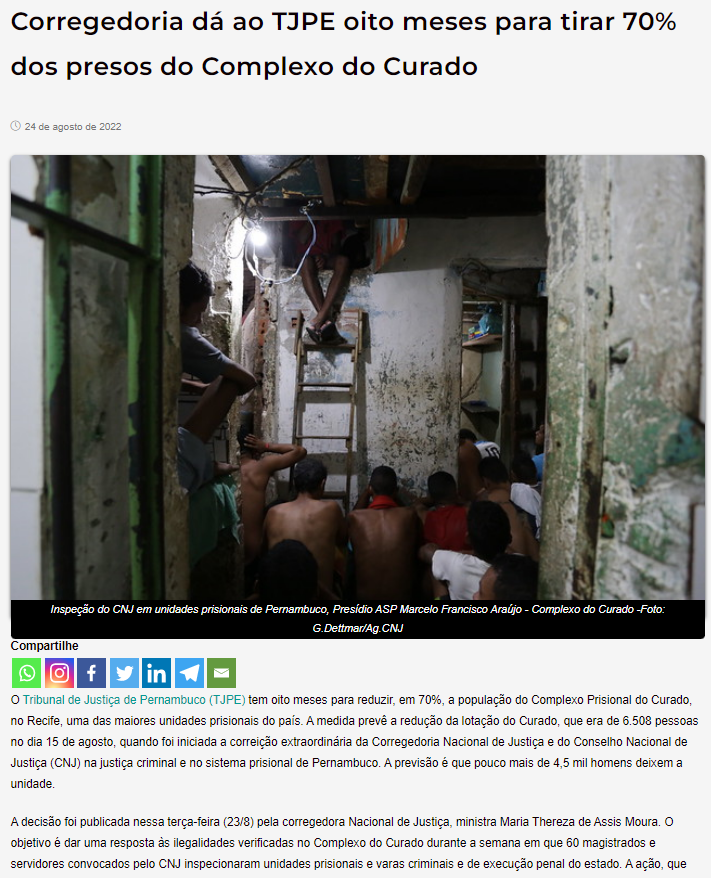 Corregedoria dá ao TJPE oito meses para tirar 70%
dos presos do Complexo do Curado
24 de agosto de 2022
10
Inspeção do CNJ em unidades prisionais de Pernambuco, Presídio ASP Marcelo Francisco Araújo - Complexo do Curado -Foto:
G.Dettmar/Ag.CNJ
Compartilhe
O Tribunal de Justiça de Pernambuco (TJPE) tem oito meses para reduzir, em 70%, a população do Complexo Prisional do Curado,
no Recife, uma das maiores unidades prisionais do país. A medida prevê a redução da lotação do Curado, que era de 6.508 pessoas
no dia 15 de agosto, quando foi iniciada a correição extraordinária da Corregedoria Nacional de Justiça e do Conselho Nacional de
Justiça (CNJ) na justiça criminal e no sistema prisional de Pernambuco. A previsão é que pouco mais de 4,5 mil homens deixem a
unidade.
A decisão foi publicada nessa terça-feira (23/8) pela corregedora Nacional de Justiça, ministra Maria Thereza de Assis Moura. O
objetivo é dar uma resposta às ilegalidades verificadas no Complexo do Curado durante a semana em que 60 magistrados e
servidores convocados pelo CNJ inspecionaram unidades prisionais e varas criminais e de execução penal do estado. A ação, que